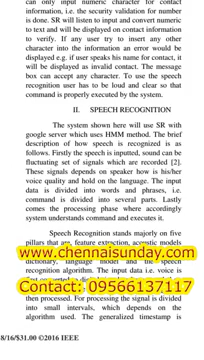 can only input numeric character for contact
information, i.e. the security validation for number
is done. SR will listen to input and convert numeric
to text and will be displayed on contact information
to verify. If any user try to insert any other
character into the information an error would be
displayed e.g. if user speaks his name for contact, it
will be displayed as invalid contact. The message
box can accept any character. To use the speech
recognition user has to be loud and clear so that
command is properly executed by the system.
II. SPEECH RECOGNITION
The system shown here will use SR with
google server which uses HMM method. The brief
description of how speech is recognized is as
follows. Firstly the speech is inputted, sound can be
fluctuating set of signals which are recorded [2].
These signals depends on speaker how is his/her
voice quality and hold on the language. The input
data is divided into words and phrases, i.e.
command is divided into several parts. Lastly
comes the processing phase where accordingly
system understands command and executes it.
Speech Recognition stands majorly on five
pillars that are, feature extraction, acoustic models
www.chennaisunday.com
dictionary, language model and the speech
recognition algorithm. The input data i.e. voice is
Contact: 09566137117
then processed. For processing the signal is divided
into small intervals, which depends on the
algorithm used. The generalized timestamp is
8/16/$31.00 ©2016 IEEE